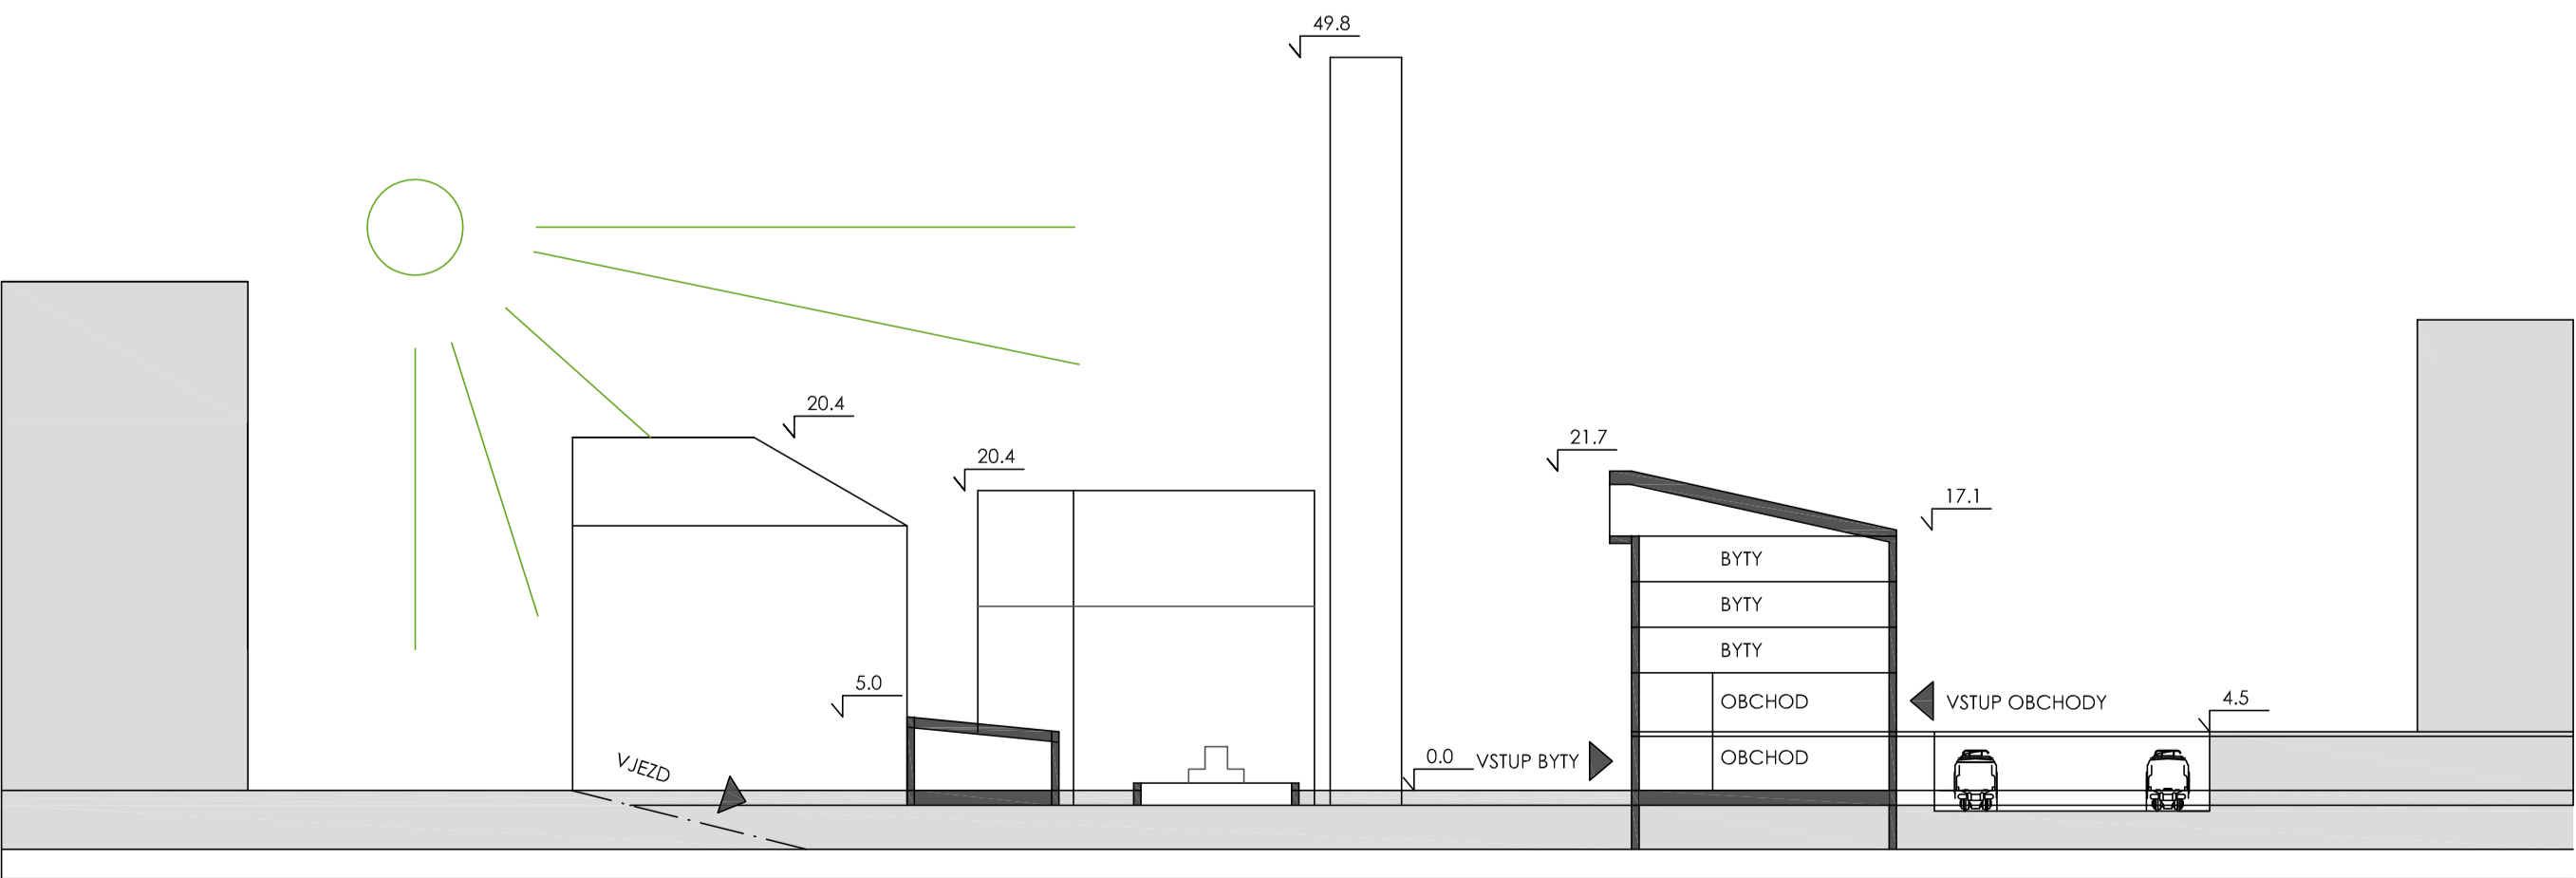 49.8
20.4
21.7
20.4
17.1
BYTY
BYTY
BYTY
5.0
OBCHOD
VSTUP OBCHODY
4.5
VJEZD
0.0
VSTUP BYTY
OBCHOD